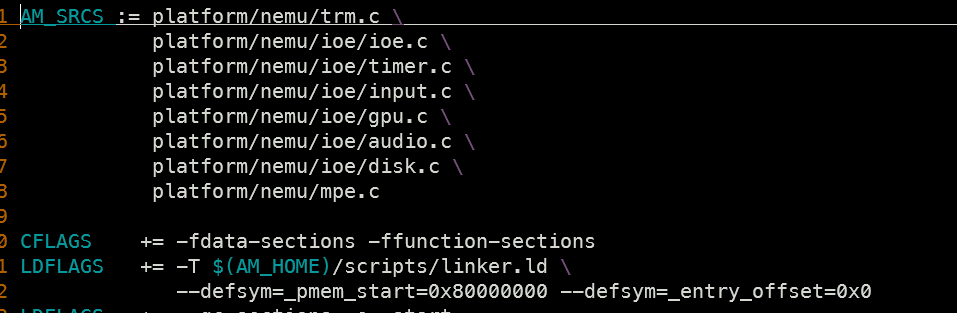 1 AM_SRCS := platform/nemu/trm.c \
2            platform/nemu/ioe/ioe.c \
3            platform/nemu/ioe/timer.c \
4            platform/nemu/ioe/input.c \
5            platform/nemu/ioe/gpu.c \
6            platform/nemu/ioe/audio.c \
7            platform/nemu/ioe/disk.c \
8            platform/nemu/mpe.c
9
0 CFLAGS    += -fdata-sections -ffunction-sections
1 LDFLAGS   += -T $(AM_HOME)/scripts/linker.ld \
2              --defsym=_pmem_start=0x80000000 --defsym=_entry_offset=0x0